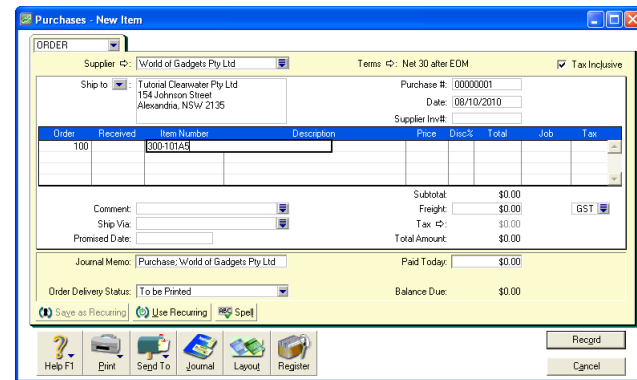 Purchases - New Item
ORDER
Supplier ⇨: World of Gadgets Pty Ltd Terms ⇨: Net 30 after EOM Tax Inclusive
Ship to : Tutorial Clearwater Pty Ltd Purchase #: 00000001
154 Johnson Street
Alexandria, NSW 2135 Date: 08/10/2010
Supplier Inv#:
Order Received Item Number Description Price Disc% Total Job Tax
100 300-101A5
Subtotal: $0.00
Comment: Freight: $0.00 GST
Ship Via: Tax ⇨: $0.00
Promised Date: Total Amount: $0.00
Journal Memo: Purchase; World of Gadgets Pty Ltd Paid Today: $0.00
Order Delivery Status: To be Printed Balance Due: $0.00
Save as Recurring Use Recurring ABC Spell
Help F1 Print Send To Journal Layout Register
Record
Cancel